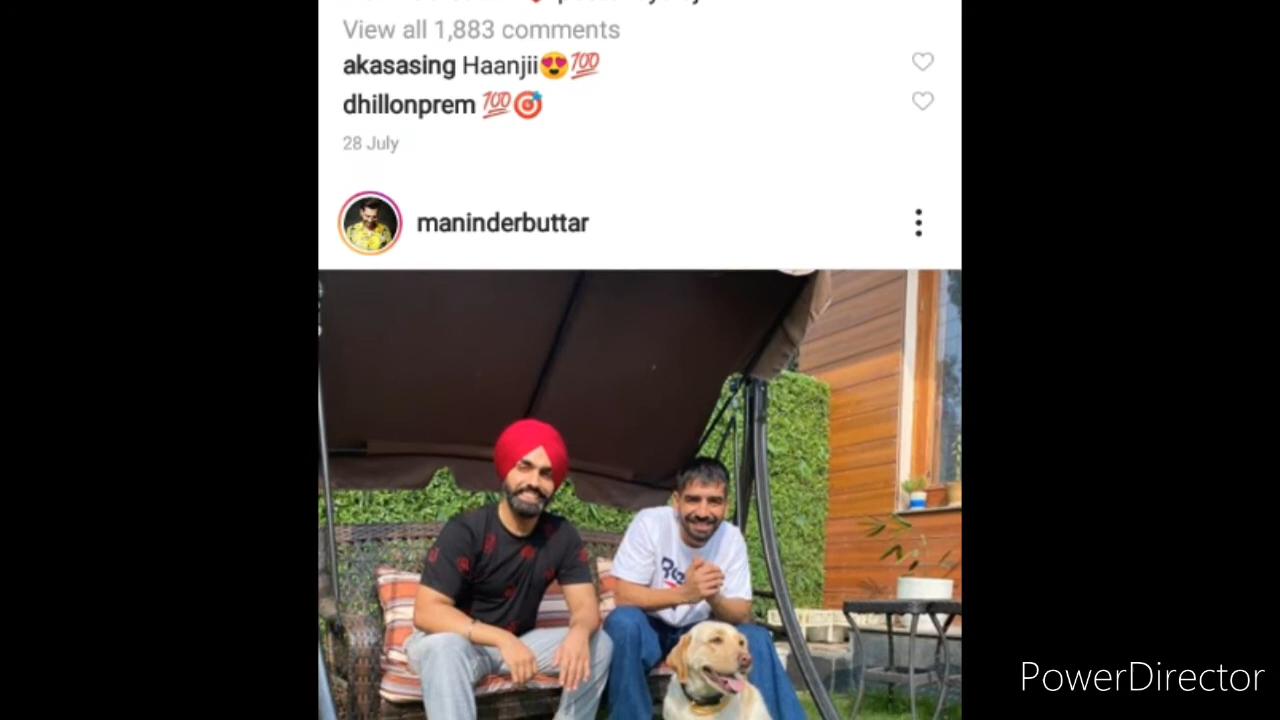 View all 1,883 comments
akasasing Haanjii😍💯
dhillonprem 💯🎯
28 July
maninderbuttar
PowerDirector